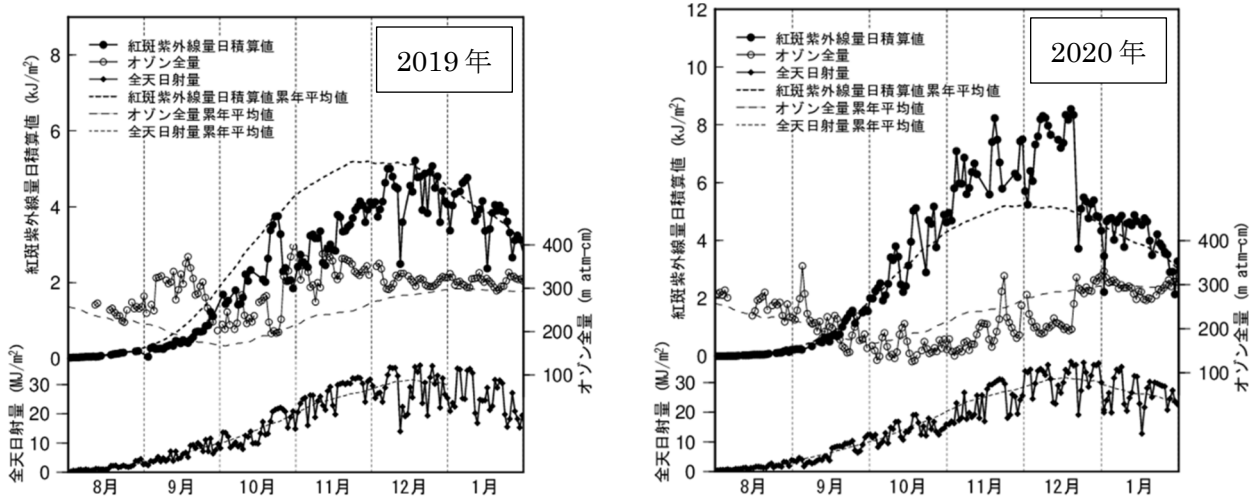 2019年
紅斑紫外線量日積算値
オゾン全量
全天日射量
紅斑紫外線量日積算値累年平均値
オゾン全量累年平均値
全天日射量累年平均値
紅斑紫外線量日積算値 (kJ/m²)
8
6
4
2
0
全天日射量 (MJ/m²)
30
20
10
0
オゾン全量 (m atm-cm)
400
300
200
100
8月 9月 10月 11月 12月 1月
2020年
紅斑紫外線量日積算値
オゾン全量
全天日射量
紅斑紫外線量日積算値累年平均値
オゾン全量累年平均値
全天日射量累年平均値
紅斑紫外線量日積算値 (kJ/m²)
12
10
8
6
4
2
0
全天日射量 (MJ/m²)
30
20
10
0
オゾン全量 (m atm-cm)
400
300
200
100
8月 9月 10月 11月 12月 1月